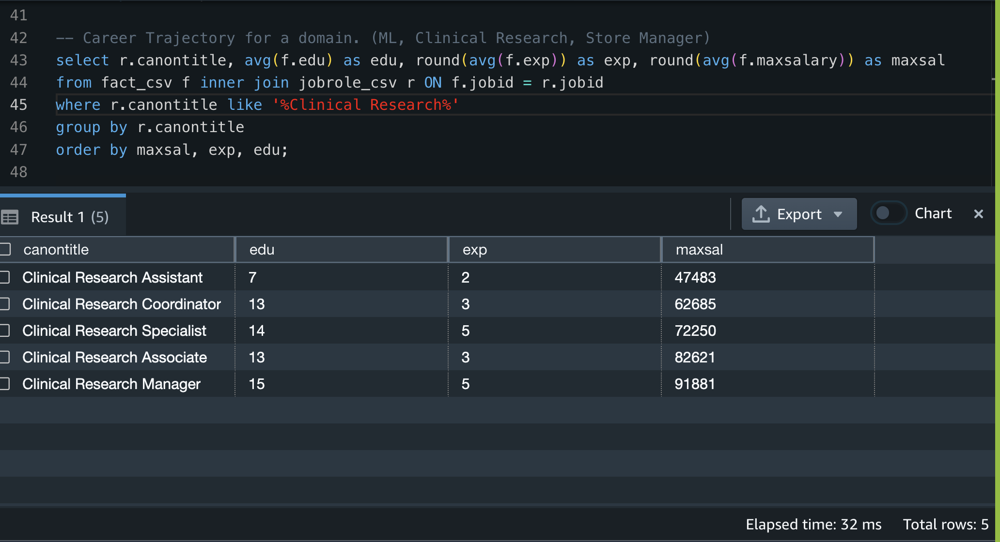 41
42 -- Career Trajectory for a domain. (ML, Clinical Research, Store Manager)
43 select r.canontitle, avg(f.edu) as edu, round(avg(f.exp)) as exp, round(avg(f.maxsalary)) as maxsal
44 from fact_csv f inner join jobrole_csv r ON f.jobid = r.jobid
45 where r.canontitle like '%Clinical Research%'
46 group by r.canontitle
47 order by maxsal, exp, edu;
48
Result 1 (5) Export Chart ×
canontitle edu exp maxsal
Clinical Research Assistant 7 2 47483
Clinical Research Coordinator 13 3 62685
Clinical Research Specialist 14 5 72250
Clinical Research Associate 13 3 82621
Clinical Research Manager 15 5 91881
Elapsed time: 32 ms Total rows: 5